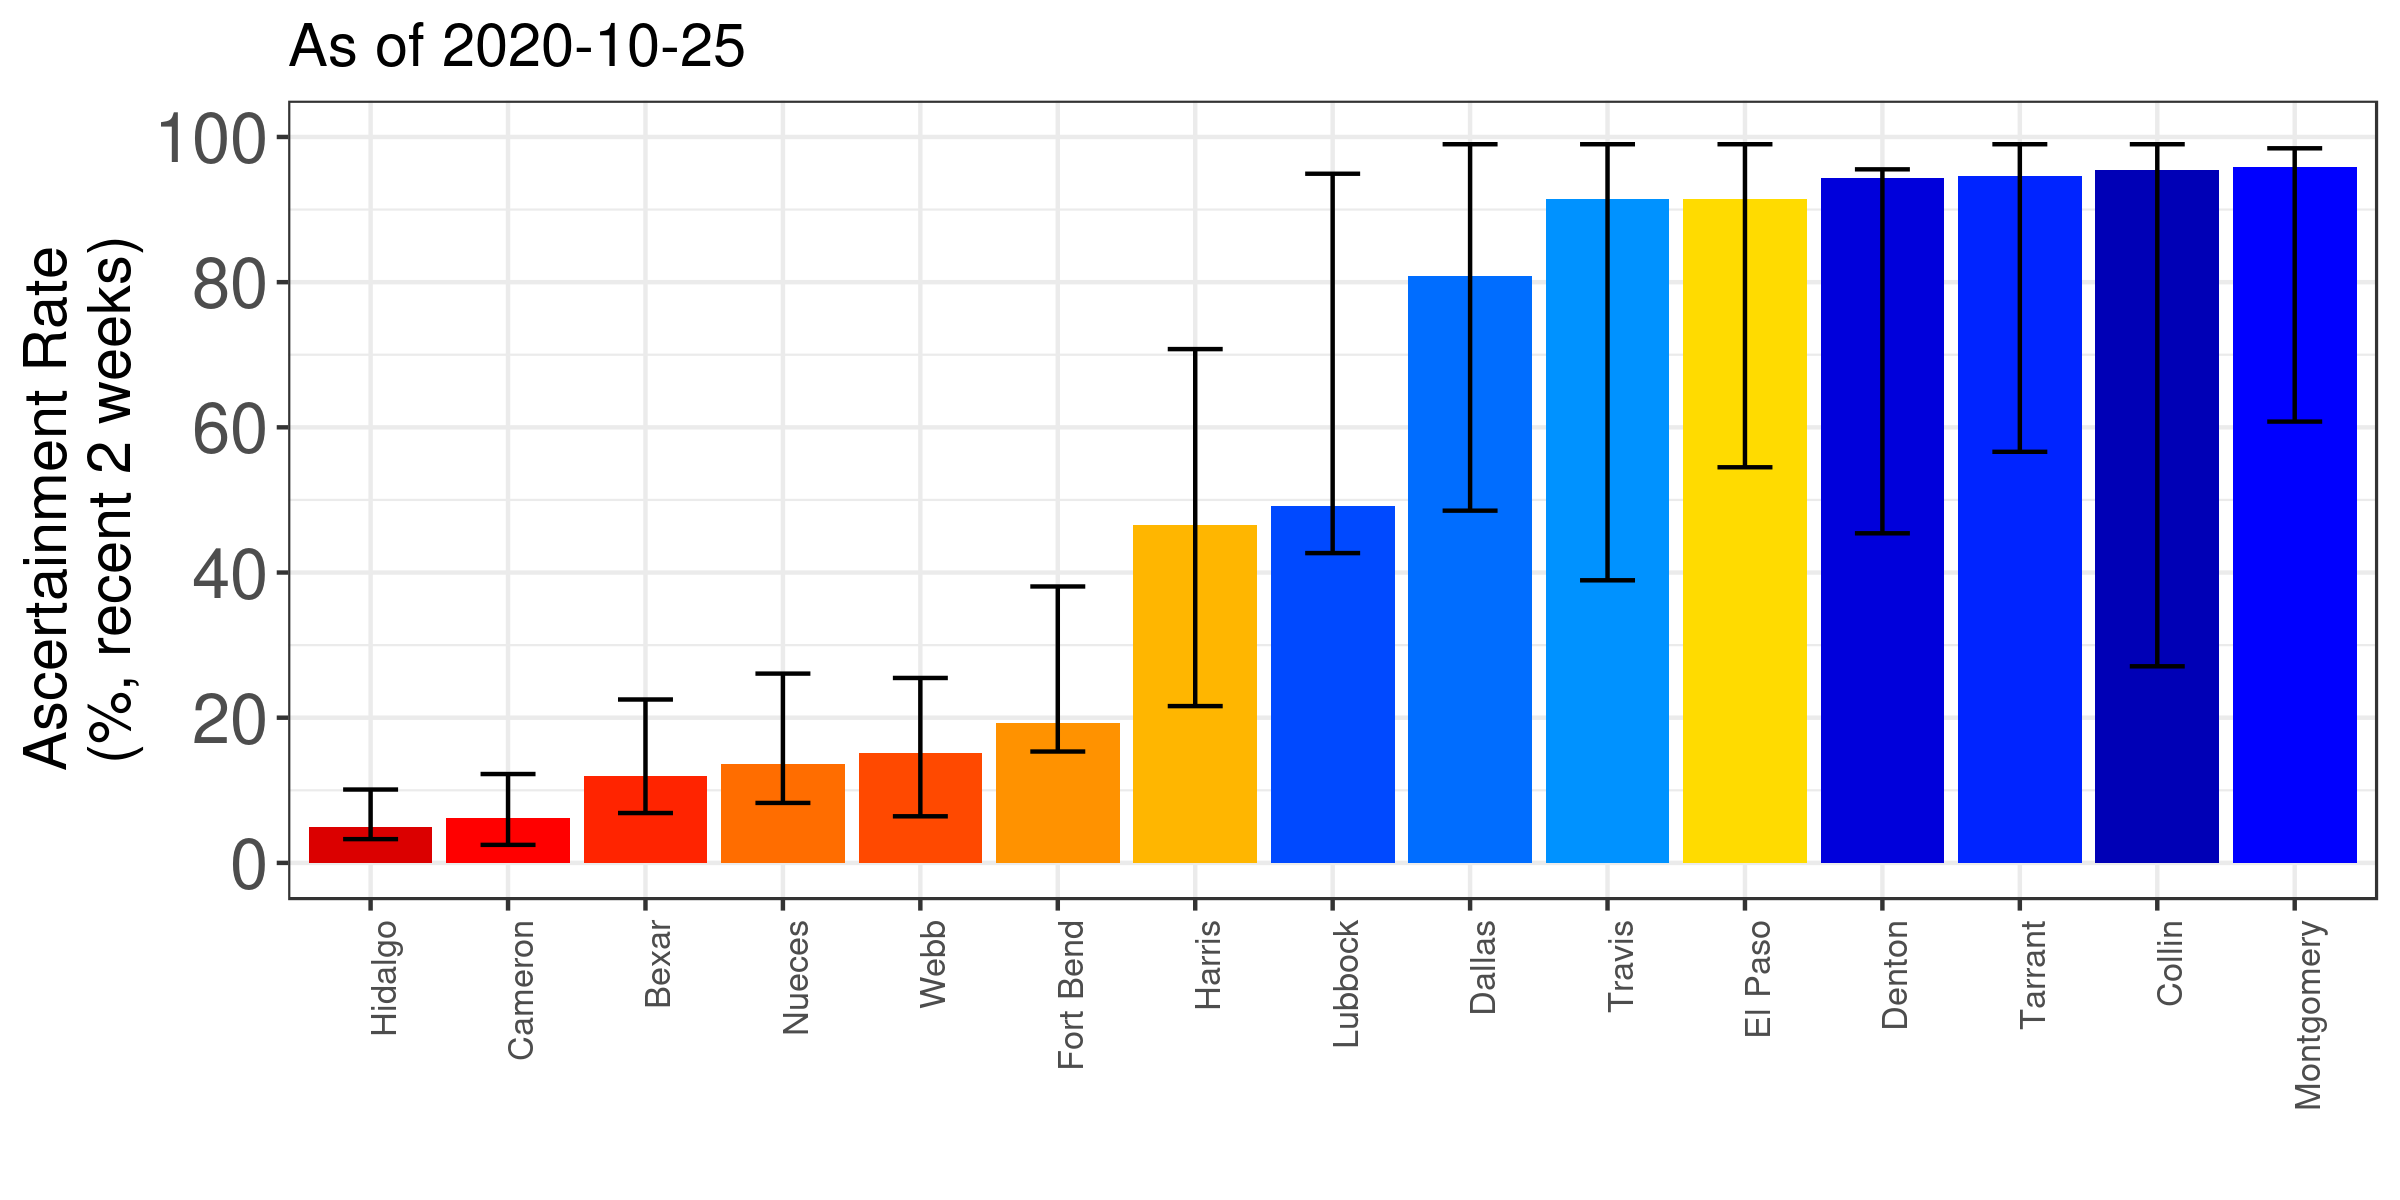 As of 2020-10-25
Ascertainment Rate
(%, recent 2 weeks)
100
80
60
40
20
0
Hidalgo
Cameron
Bexar
Nueces
Webb
Fort Bend
Harris
Lubbock
Dallas
Travis
El Paso
Denton
Tarrant
Collin
Montgomery